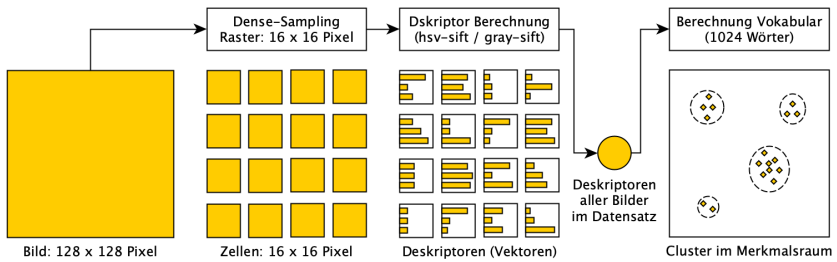 Dense-Sampling
Raster: 16 x 16 Pixel
Dskriptor Berechnung
(hsv-sift / gray-sift)
Berechnung Vokabular
(1024 Wörter)
Deskriptoren
aller Bilder
im Datensatz
Bild: 128 x 128 Pixel
Zellen: 16 x 16 Pixel
Deskriptoren (Vektoren)
Cluster im Merkmalsraum